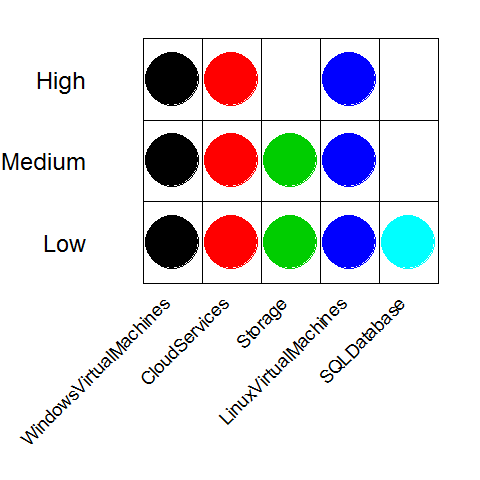 High
Medium
Low
WindowsVirtualMachines
CloudServices
Storage
LinuxVirtualMachines
SQLDatabase